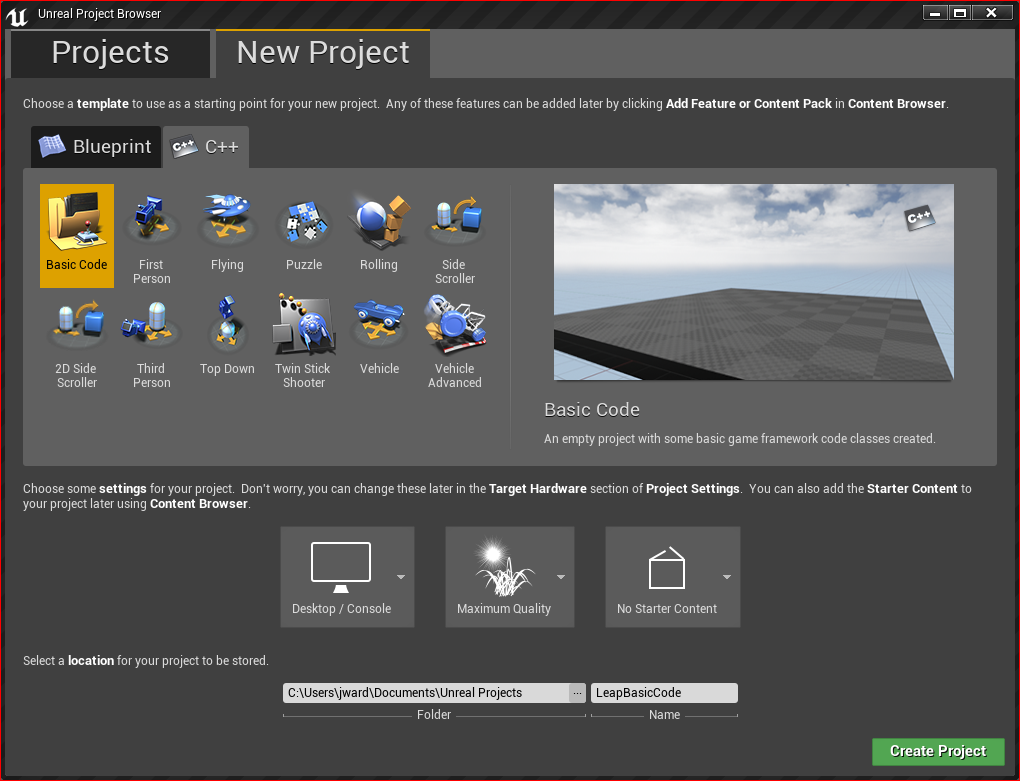 Unreal Project Browser
Projects
New Project
Choose a template to use as a starting point for your new project.  Any of these features can be added later by clicking Add Feature or Content Pack in Content Browser.
Blueprint
C++
C++
Basic Code
First
Person
Flying
Puzzle
Rolling
Side
Scroller
2D Side
Scroller
Third
Person
Top Down
Twin Stick
Shooter
Vehicle
Vehicle
Advanced
C++
Basic Code
An empty project with some basic game framework code classes created.
Choose some settings for your project.  Don't worry, you can change these later in the Target Hardware section of Project Settings.  You can also add the Starter Content to
your project later using Content Browser.
Desktop / Console
Maximum Quality
No Starter Content
Select a location for your project to be stored.
C:\Users\jward\Documents\Unreal Projects
...
LeapBasicCode
Folder
Name
Create Project